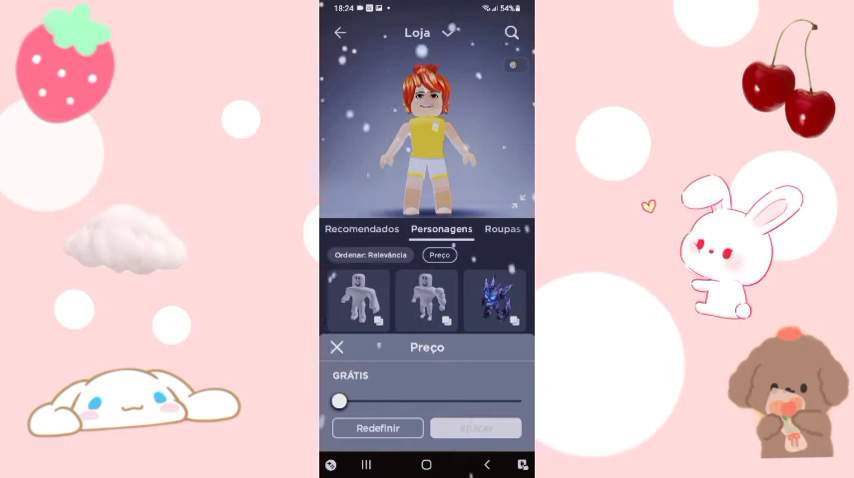 18:24
54%
Loja
Recomendados Personagens Roupas
Ordenar: Relevância Preço
Preço
GRÁTIS
Redefinir Aplicar